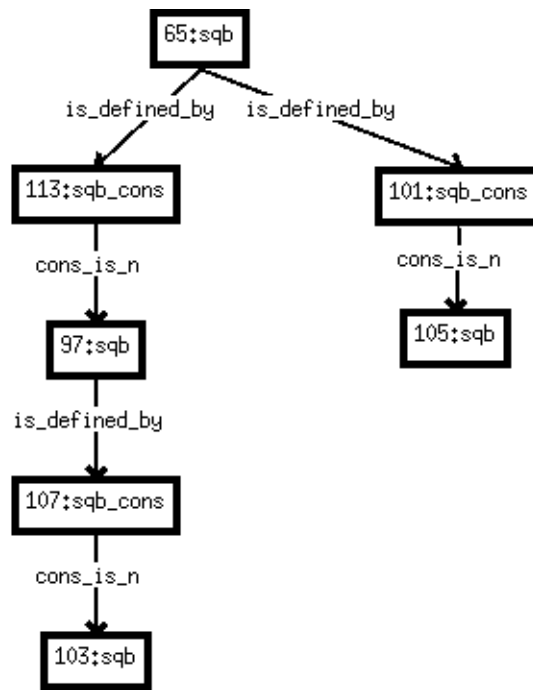 65:sqb
is_defined_by is_defined_by
113:sqb_cons 101:sqb_cons
cons_is_n cons_is_n
97:sqb 105:sqb
is_defined_by
107:sqb_cons
cons_is_n
103:sqb